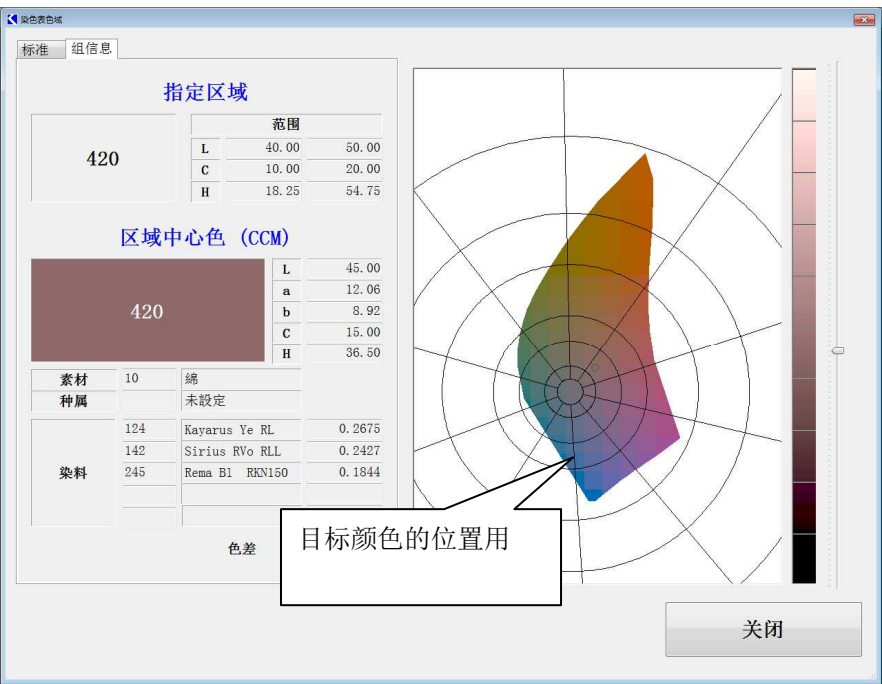 染色表色域
标准 组信息
指定区域
420
范围
L 40.00 50.00
C 10.00 20.00
H 18.25 54.75
区域中心色 (CCM)
420
L 45.00
a 12.06
b 8.92
C 15.00
H 36.50
素材 10 綿
种属 未設定
染料
124 Kayarus Ye RL 0.2675
142 Sirius RVo RLL 0.2427
245 Rema Bl RKN150 0.1844
色差
目标颜色的位置用
关闭